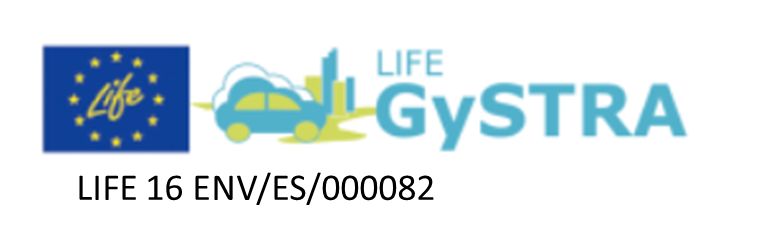 Life
LIFE
GySTRA
LIFE 16 ENV/ES/000082